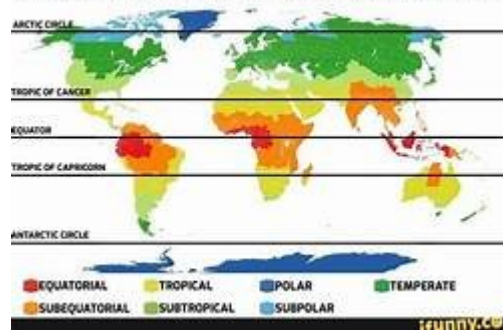 ARCTIC CIRCLE
TROPIC OF CANCER
EQUATOR
TROPIC OF CAPRICORN
ANTARCTIC CIRCLE
EQUATORIAL TROPICAL POLAR TEMPERATE
SUBEQUATORIAL SUBTROPICAL SUBPOLAR
ifunny.co